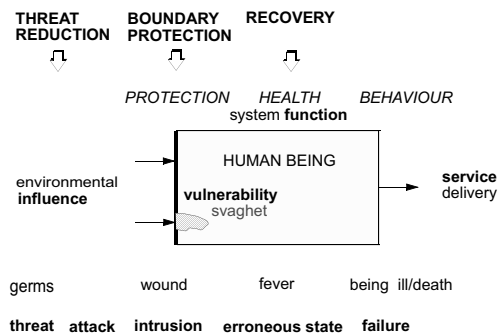 THREAT REDUCTION BOUNDARY PROTECTION RECOVERY
PROTECTION HEALTH BEHAVIOUR
system function
HUMAN BEING
environmental
influence
vulnerability
svaghet
service
delivery
germs wound fever being ill/death
threat attack intrusion erroneous state failure